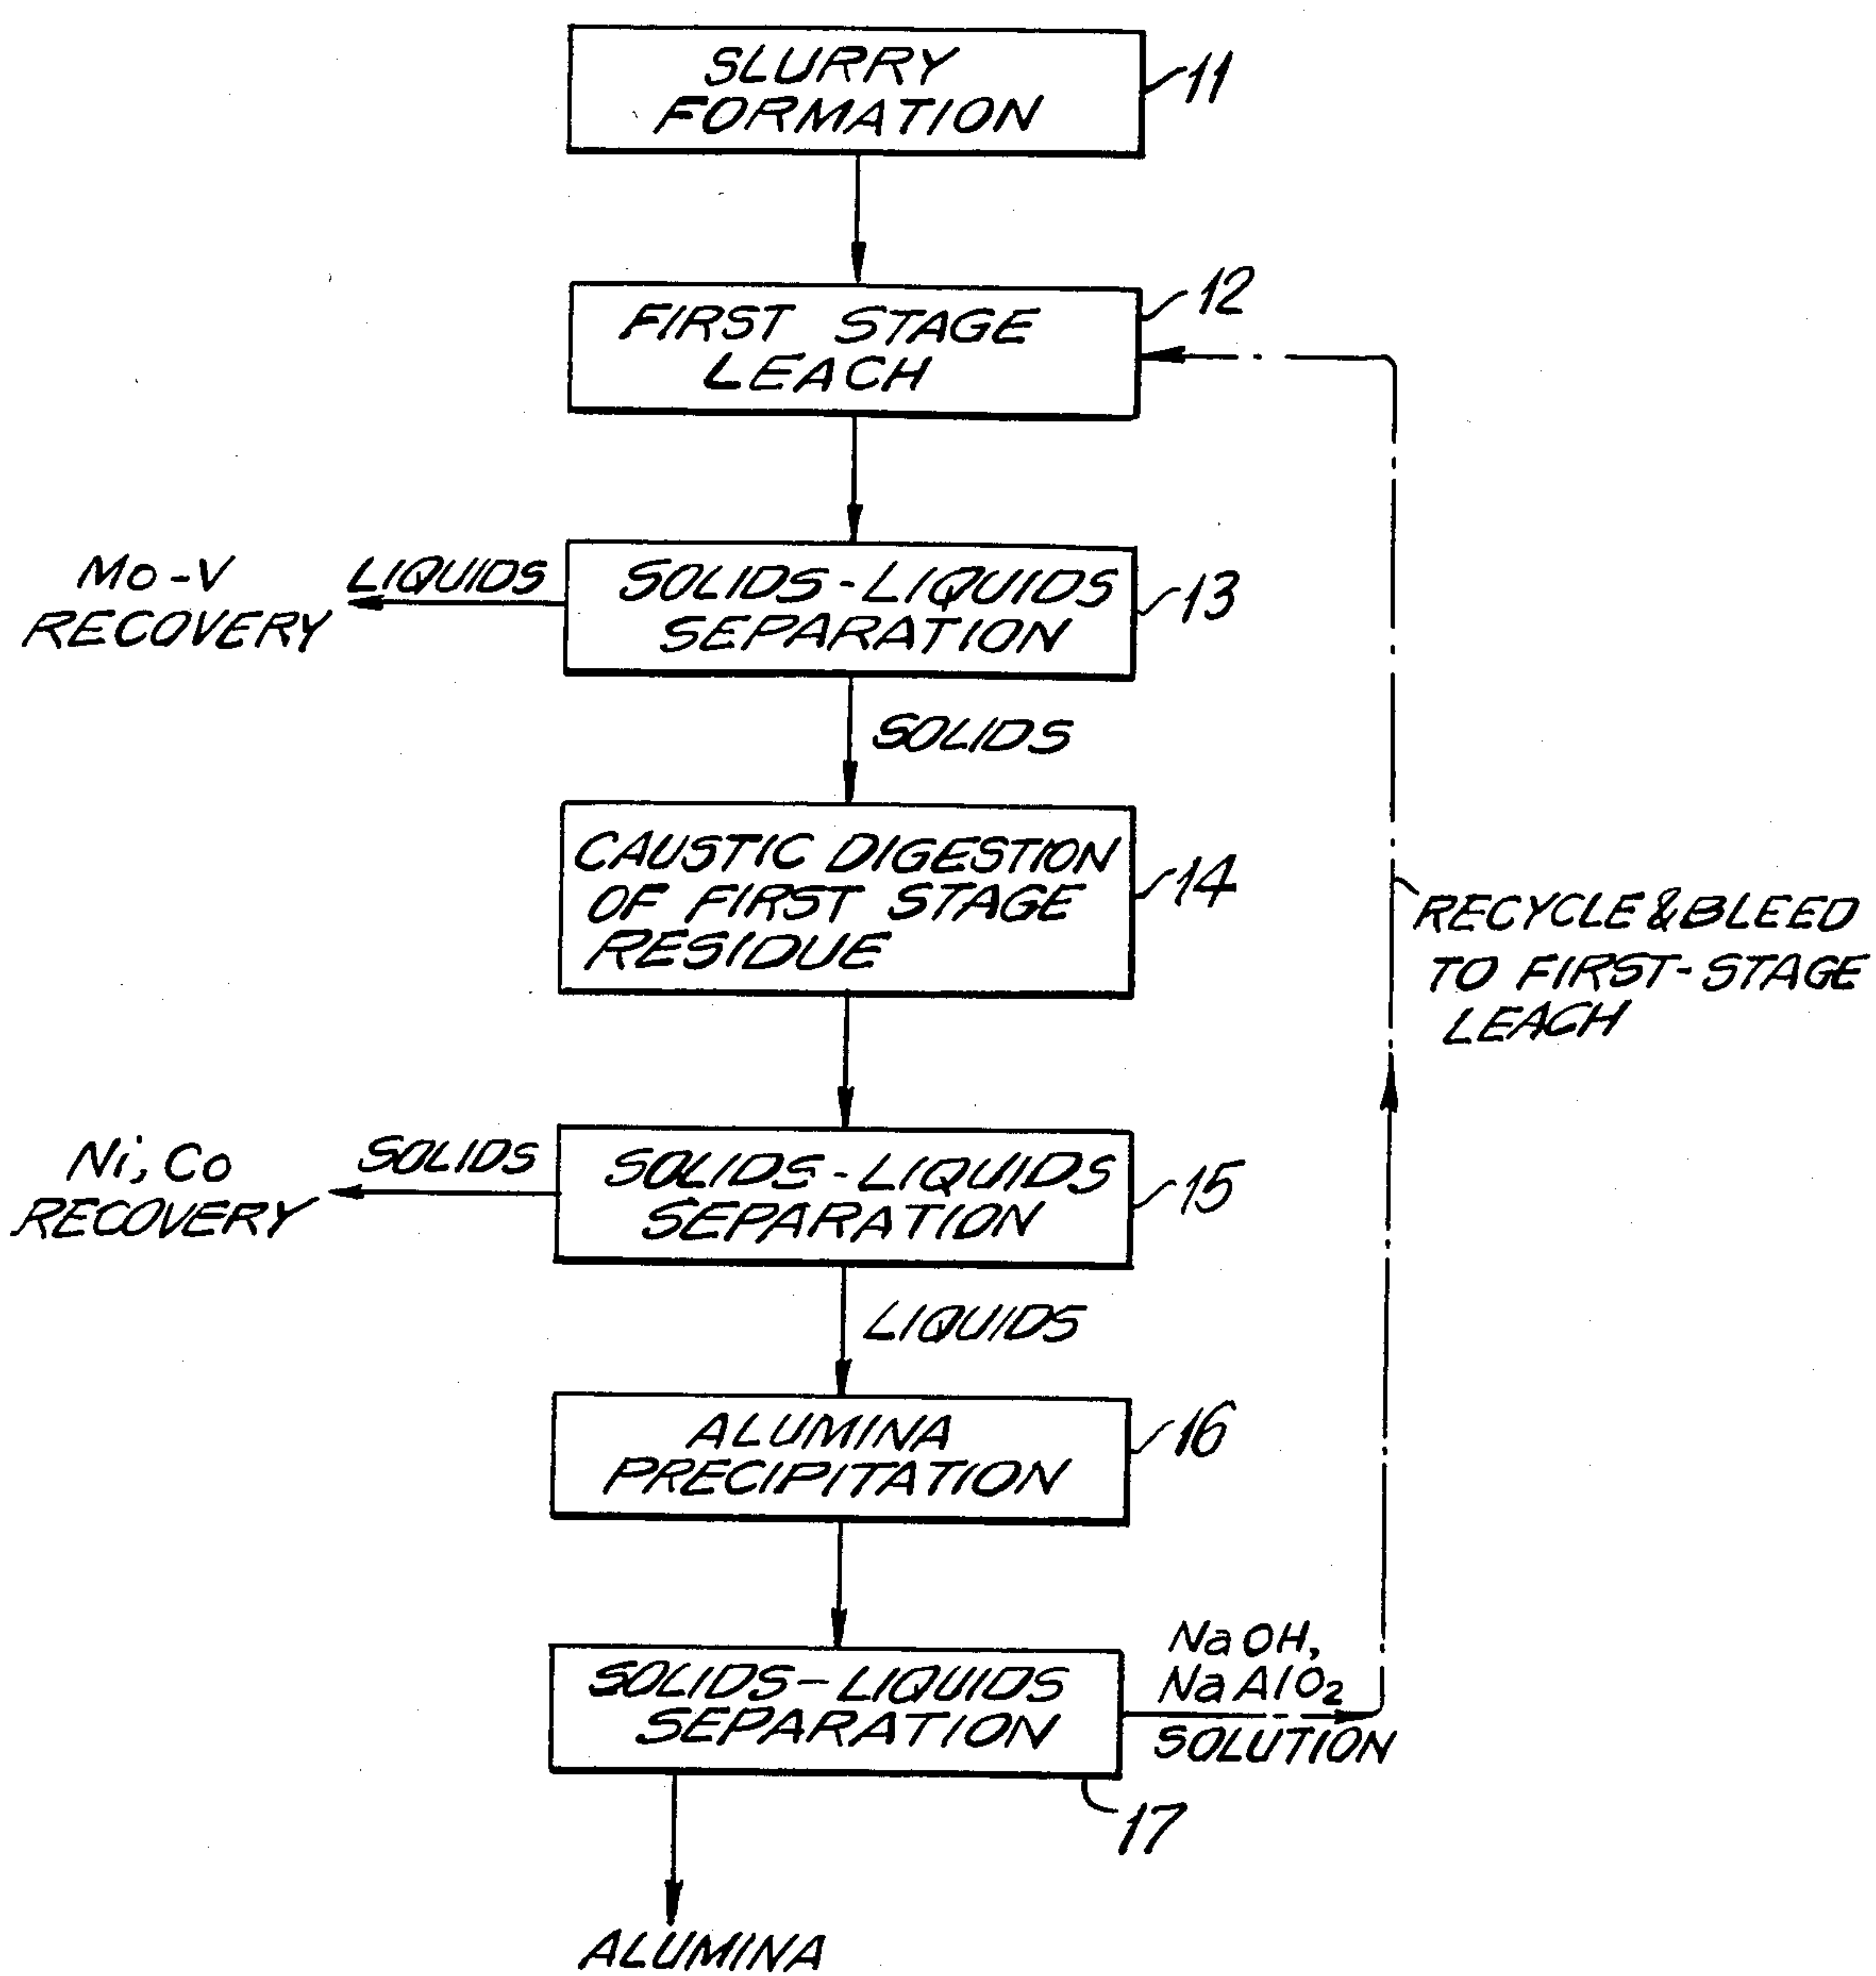 SLURRY
FORMATION
11
FIRST STAGE
LEACH
12
Mo-V
RECOVERY
LIQUIDS
SOLIDS-LIQUIDS
SEPARATION
13
SOLIDS
CAUSTIC DIGESTION
OF FIRST STAGE
RESIDUE
14
RECYCLE & BLEED
TO FIRST-STAGE
LEACH
Ni, Co
RECOVERY
SOLIDS
SOLIDS-LIQUIDS
SEPARATION
15
LIQUIDS
ALUMINA
PRECIPITATION
16
SOLIDS-LIQUIDS
SEPARATION
17
NaOH,
NaAlO₂
SOLUTION
ALUMINA